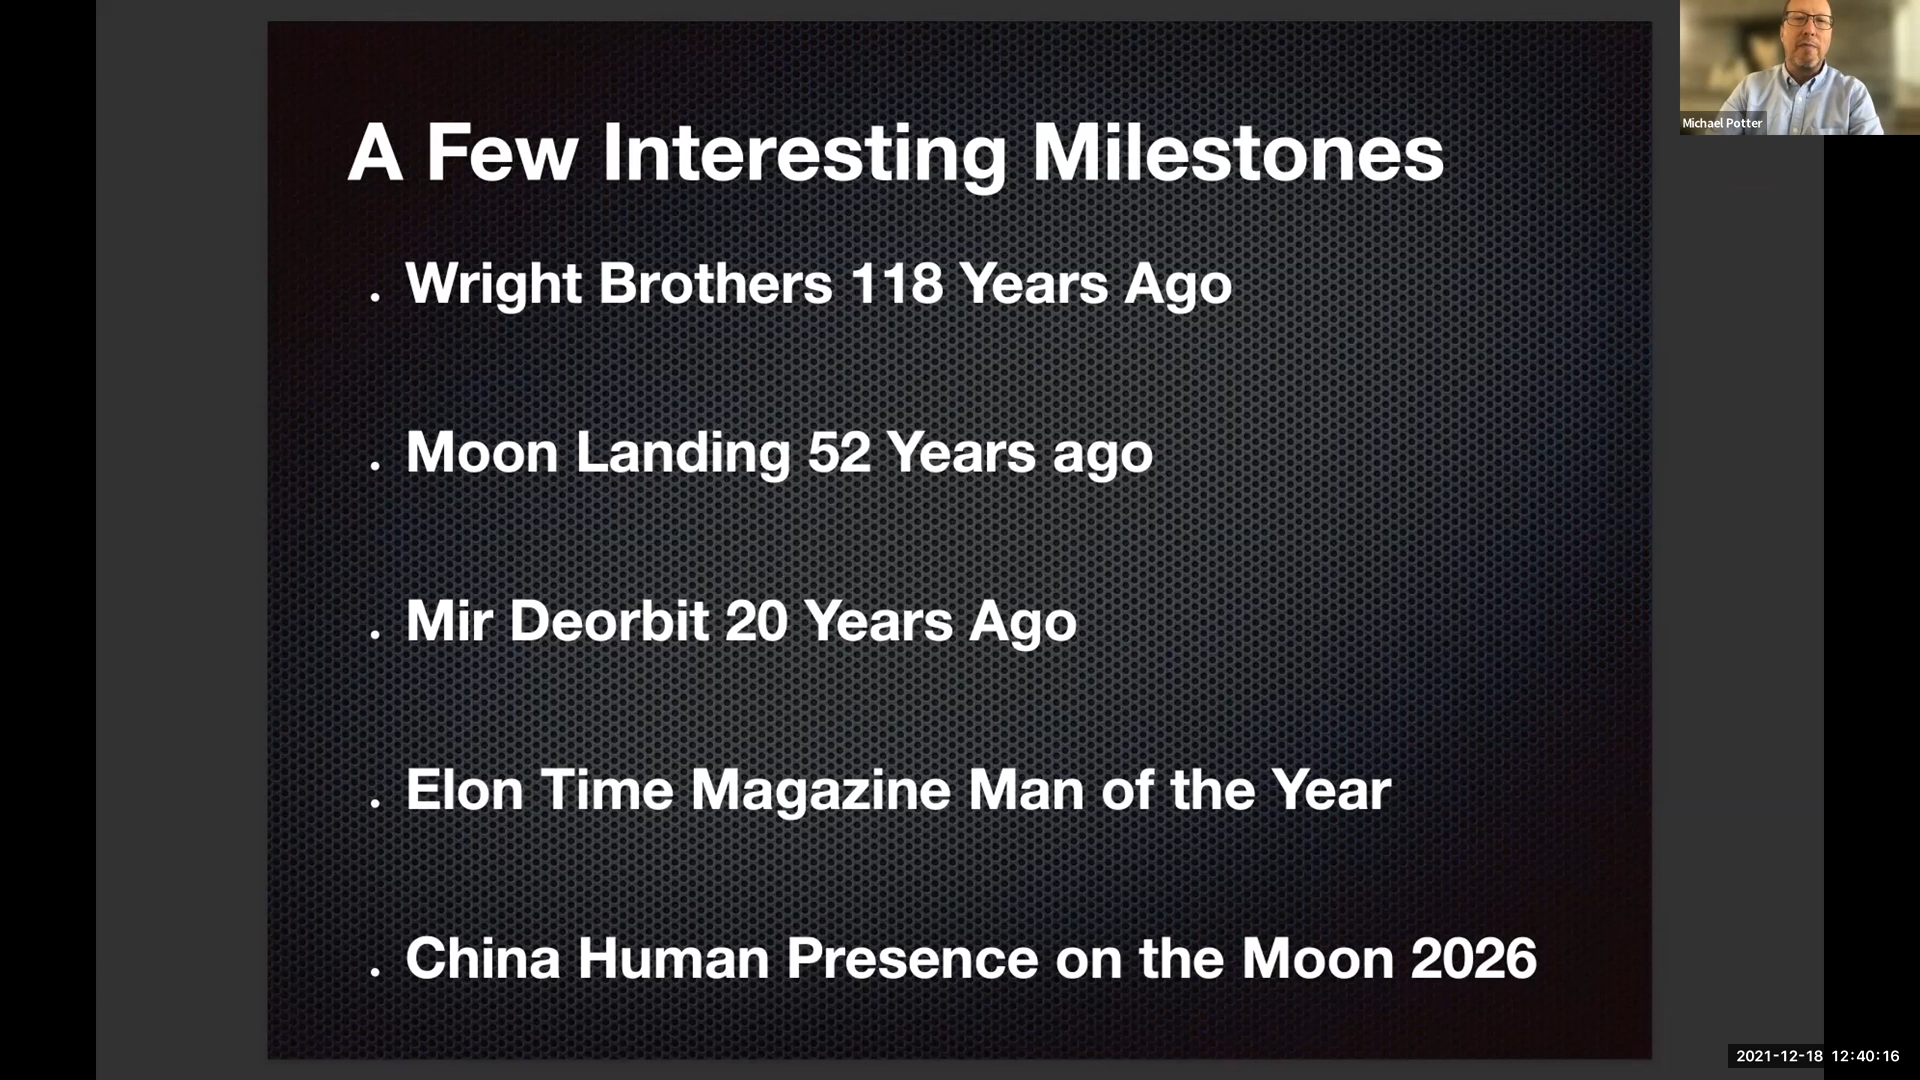 A Few Interesting Milestones
. Wright Brothers 118 Years Ago
. Moon Landing 52 Years ago
. Mir Deorbit 20 Years Ago
. Elon Time Magazine Man of the Year
. China Human Presence on the Moon 2026
Michael Potter
2021-12-18 12:40:16